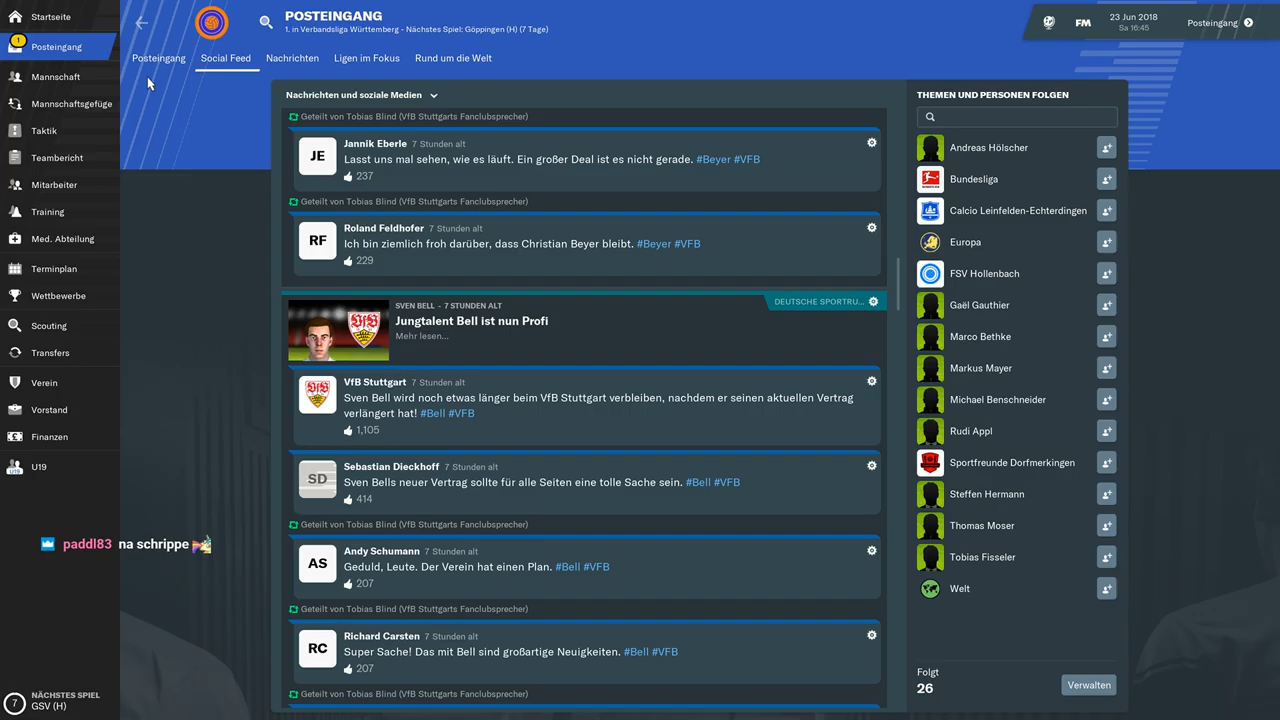 Startseite
1
Posteingang
Mannschaft
Mannschaftsgefüge
Taktik
Teambericht
Mitarbeiter
Training
Med. Abteilung
Terminplan
Wettbewerbe
Scouting
Transfers
Verein
Vorstand
Finanzen
U19
U19
7
NÄCHSTES SPIEL
GSV (H)
paddl83 na schrippe
POSTEINGANG
1. in Verbandsliga Württemberg - Nächstes Spiel: Göppingen (H) (7 Tage)
FM
23 Jun 2018
Sa 16:45
Posteingang
Posteingang
Social Feed
Nachrichten
Ligen im Fokus
Rund um die Welt
Nachrichten und soziale Medien
Geteilt von Tobias Blind (VfB Stuttgarts Fanclubsprecher)
JE
Jannik Eberle 7 Stunden alt
Lasst uns mal sehen, wie es läuft. Ein großer Deal ist es nicht gerade. #Beyer #VFB
237
Geteilt von Tobias Blind (VfB Stuttgarts Fanclubsprecher)
RF
Roland Feldhofer 7 Stunden alt
Ich bin ziemlich froh darüber, dass Christian Beyer bleibt. #Beyer #VFB
229
SVEN BELL - 7 STUNDEN ALT
DEUTSCHE SPORTRU...
Jungtalent Bell ist nun Profi
Mehr lesen...
VfB Stuttgart 7 Stunden alt
Sven Bell wird noch etwas länger beim VfB Stuttgart verbleiben, nachdem er seinen aktuellen Vertrag
verlängert hat! #Bell #VFB
1,105
SD
Sebastian Dieckhoff 7 Stunden alt
Sven Bells neuer Vertrag sollte für alle Seiten eine tolle Sache sein. #Bell #VFB
414
Geteilt von Tobias Blind (VfB Stuttgarts Fanclubsprecher)
AS
Andy Schumann 7 Stunden alt
Geduld, Leute. Der Verein hat einen Plan. #Bell #VFB
207
Geteilt von Tobias Blind (VfB Stuttgarts Fanclubsprecher)
RC
Richard Carsten 7 Stunden alt
Super Sache! Das mit Bell sind großartige Neuigkeiten. #Bell #VFB
207
Geteilt von Tobias Blind (VfB Stuttgarts Fanclubsprecher)
THEMEN UND PERSONEN FOLGEN
Andreas Hölscher
Bundesliga
Calcio Leinfelden-Echterdingen
Europa
FSV Hollenbach
Gaël Gauthier
Marco Bethke
Markus Mayer
Michael Benschneider
Rudi Appl
Sportfreunde Dorfmerkingen
Steffen Hermann
Thomas Moser
Tobias Fisseler
Welt
Folgt
26
Verwalten